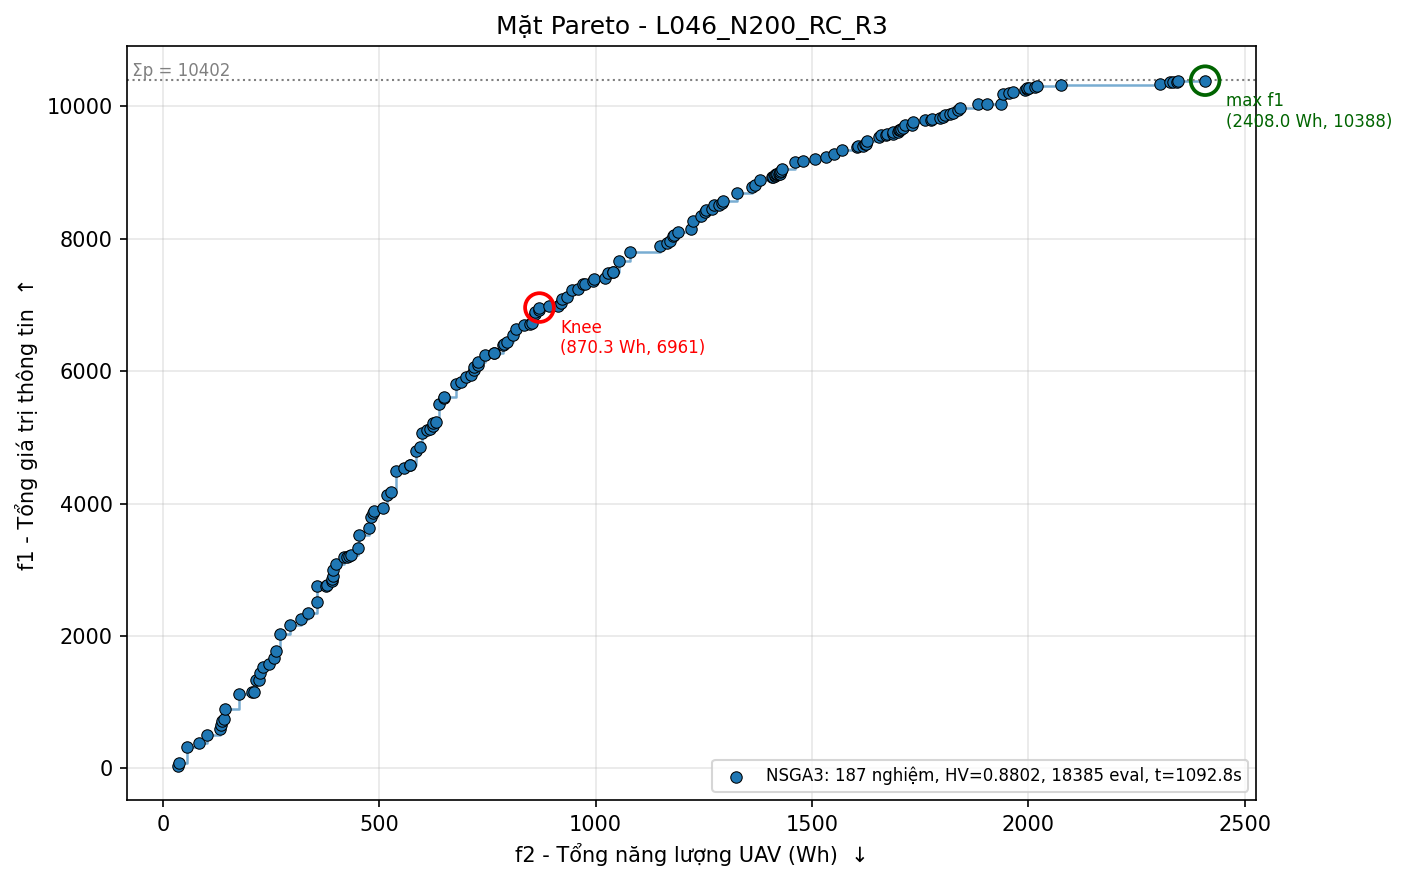 Mặt Pareto - L046_N200_RC_R3
Σp = 10402
max f1
(2408.0 Wh, 10388)
Knee
(870.3 Wh, 6961)
f1 - Tổng giá trị thông tin ↑
10000
8000
6000
4000
2000
0
NSGA3: 187 nghiệm, HV=0.8802, 18385 eval, t=1092.8s
0 500 1000 1500 2000 2500
f2 - Tổng năng lượng UAV (Wh) ↓